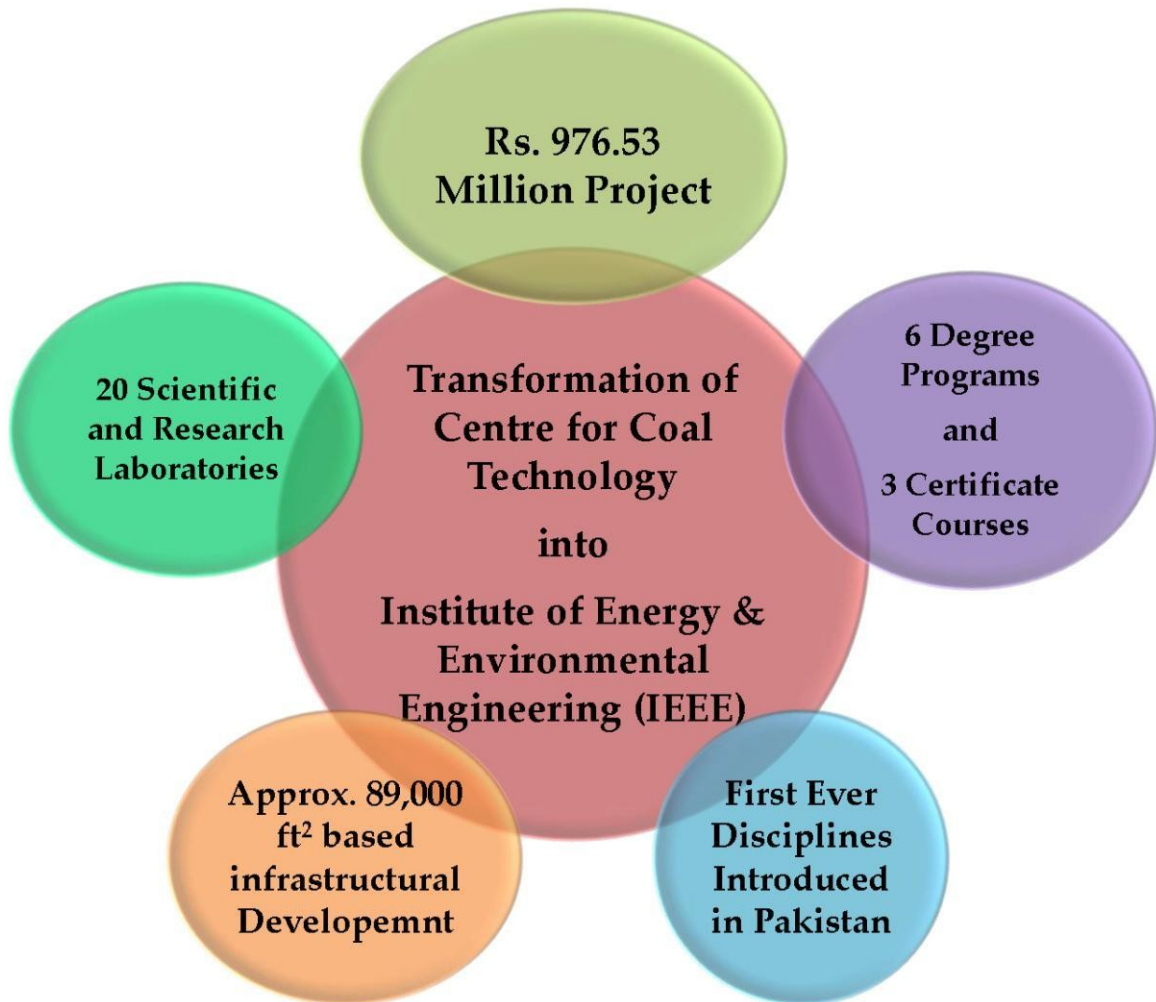 Rs. 976.53
Million Project
20 Scientific
and Research
Laboratories
Transformation of
Centre for Coal
Technology
into
Institute of Energy &
Environmental
Engineering (IEEE)
6 Degree
Programs
and
3 Certificate
Courses
Approx. 89,000
ft² based
infrastructural
Developemnt
First Ever
Disciplines
Introduced
in Pakistan